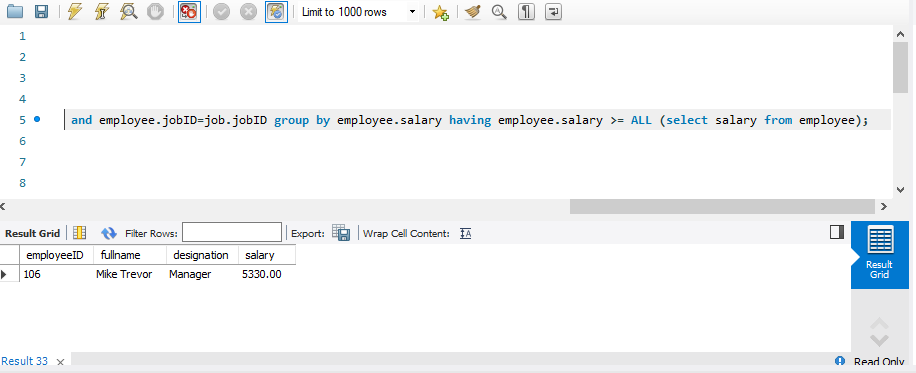 Limit to 1000 rows
1
2
3
4
5 and employee.jobID=job.jobID group by employee.salary having employee.salary >= ALL (select salary from employee);
6
7
8
Result Grid Filter Rows: Export: Wrap Cell Content:
employeeID fullname designation salary
106 Mike Trevor Manager 5330.00
Result
Grid
Result 33 Read Only